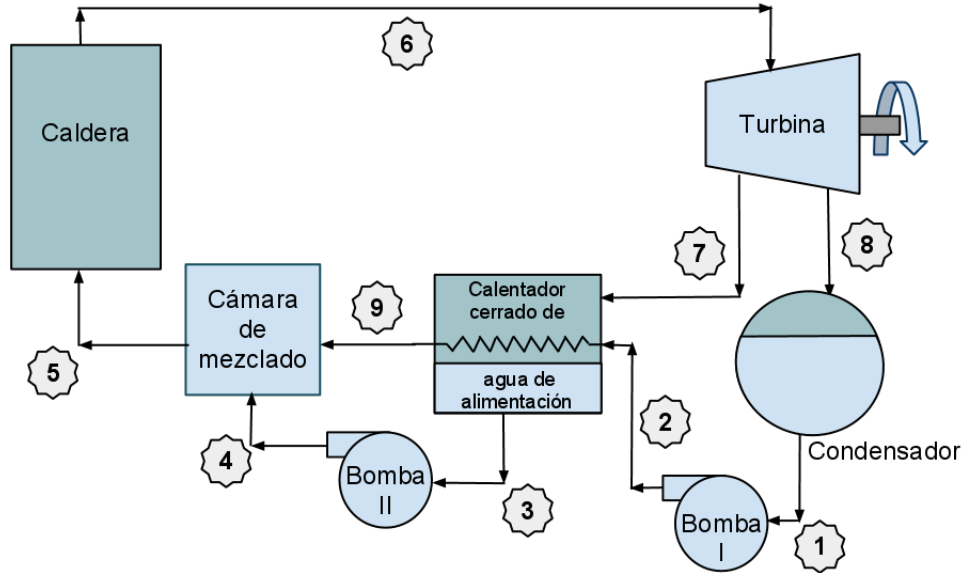 6
Caldera
Turbina
7
8
Calentador
cerrado de
agua de
alimentación
Cámara
de
mezclado
9
5
2
4
Bomba
II
3
Condensador
Bomba
I
1